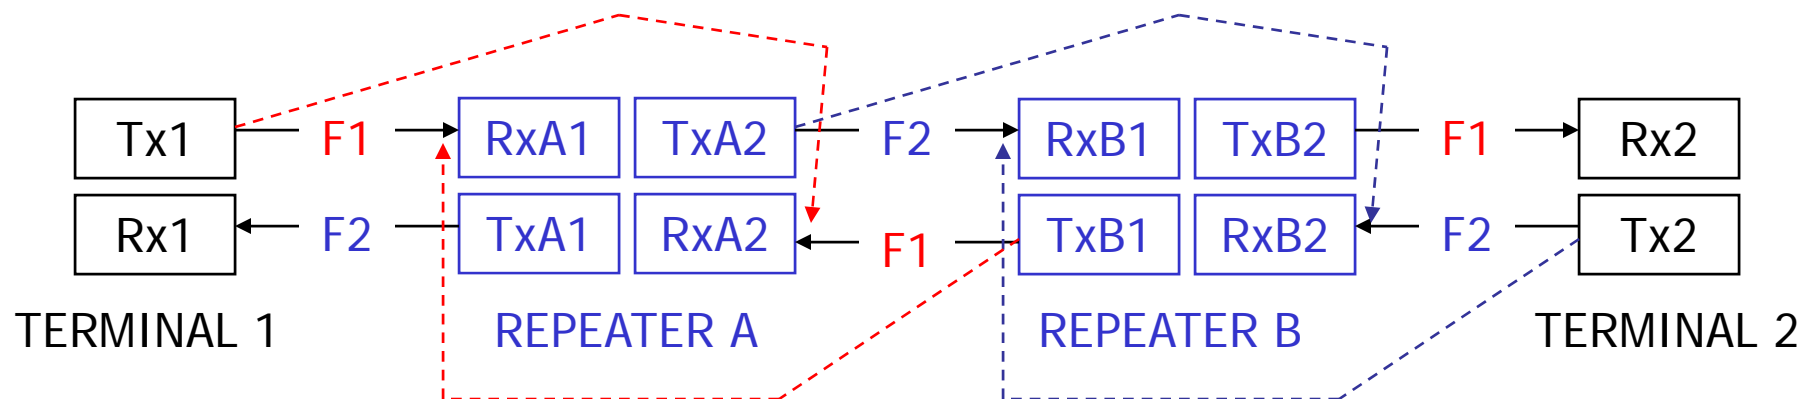 Tx1 F1 RxA1 TxA2 F2 RxB1 TxB2 F1 Rx2
Rx1 F2 TxA1 RxA2 F1 TxB1 RxB2 F2 Tx2
TERMINAL 1 REPEATER A REPEATER B TERMINAL 2